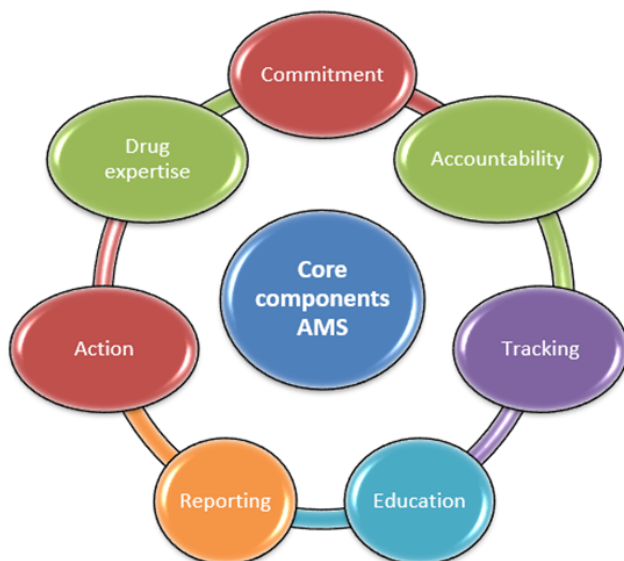 Commitment
Drug
expertise
Accountability
Core
components
AMS
Action
Tracking
Reporting
Education